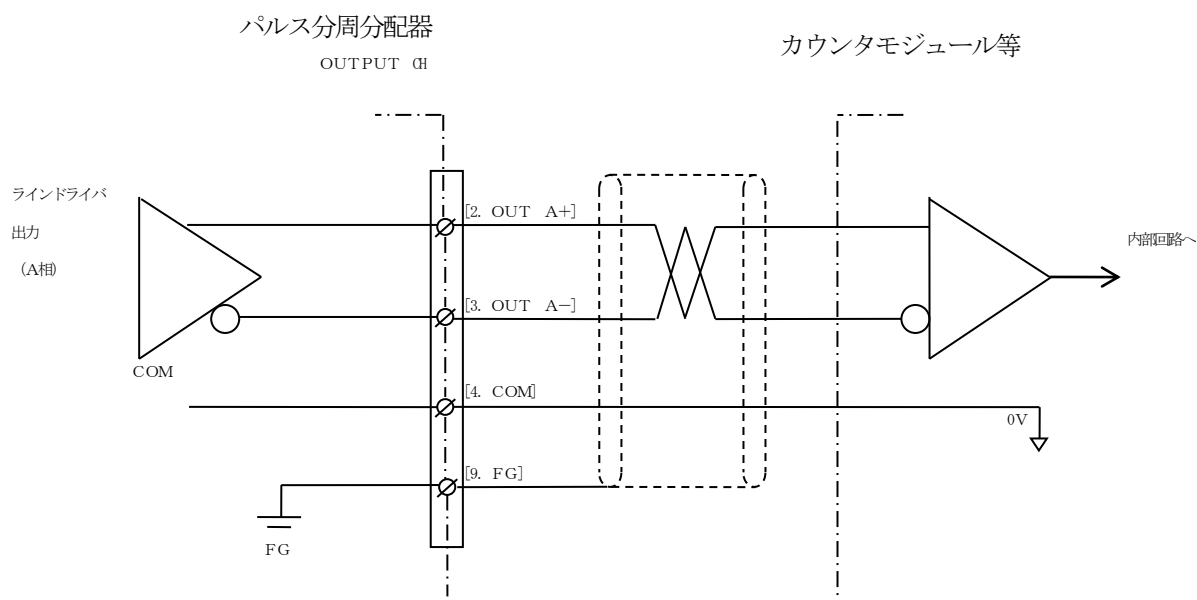 パルス分周分配器
OUTPUT CH
カウンタモジュール等
ラインドライバ
出力
（A相）
[2. OUT A+]
[3. OUT A−]
内部回路へ
COM
[4. COM]
0V
[9. FG]
FG